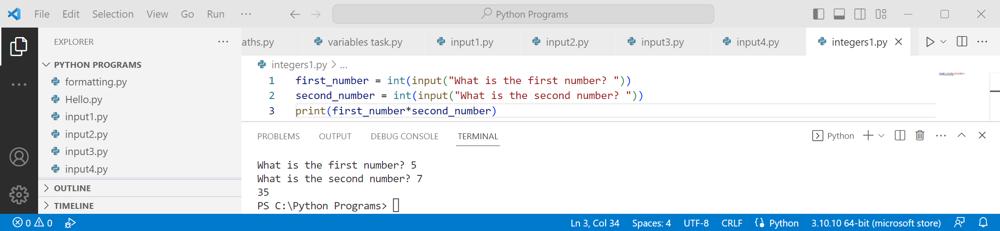 File Edit Selection View Go Run ... Python Programs
EXPLORER ...
aths.py variables task.py input1.py input2.py input3.py input4.py integers1.py ...
PYTHON PROGRAMS
formatting.py
Hello.py
input1.py
input2.py
input3.py
input4.py
OUTLINE
TIMELINE
integers1.py > ...
1 first_number = int(input("What is the first number? "))
2 second_number = int(input("What is the second number? "))
3 print(first_number*second_number)
PROBLEMS OUTPUT DEBUG CONSOLE TERMINAL Python
What is the first number? 5
What is the second number? 7
35
PS C:\Python Programs>
0 0 Ln 3, Col 34 Spaces: 4 UTF-8 CRLF Python 3.10.10 64-bit (microsoft store)